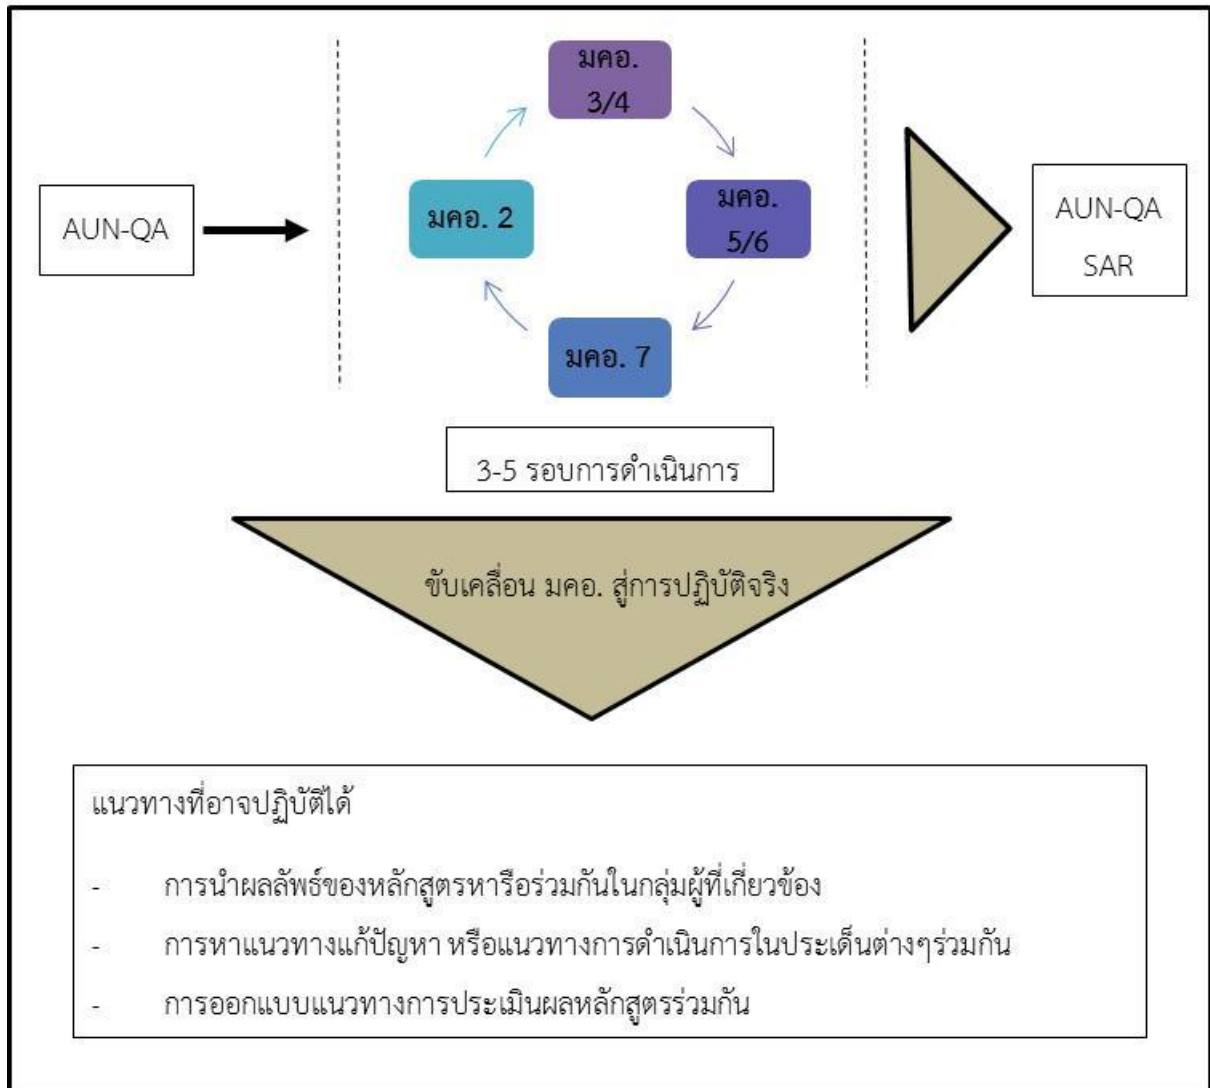 มคอ.
3/4
AUN-QA
มคอ. 2
มคอ.
5/6
AUN-QA
SAR
มคอ. 7
3-5 รอบการดำเนินการ
ขับเคลื่อน มคอ. สู่การปฏิบัติจริง
แนวทางที่อาจปฏิบัติได้
- การนำผลลัพธ์ของหลักสูตรหารือร่วมกันในกลุ่มผู้ที่เกี่ยวข้อง
- การหาแนวทางแก้ปัญหา หรือแนวทางการดำเนินการในประเด็นต่างๆร่วมกัน
- การออกแบบแนวทางการประเมินผลหลักสูตรร่วมกัน